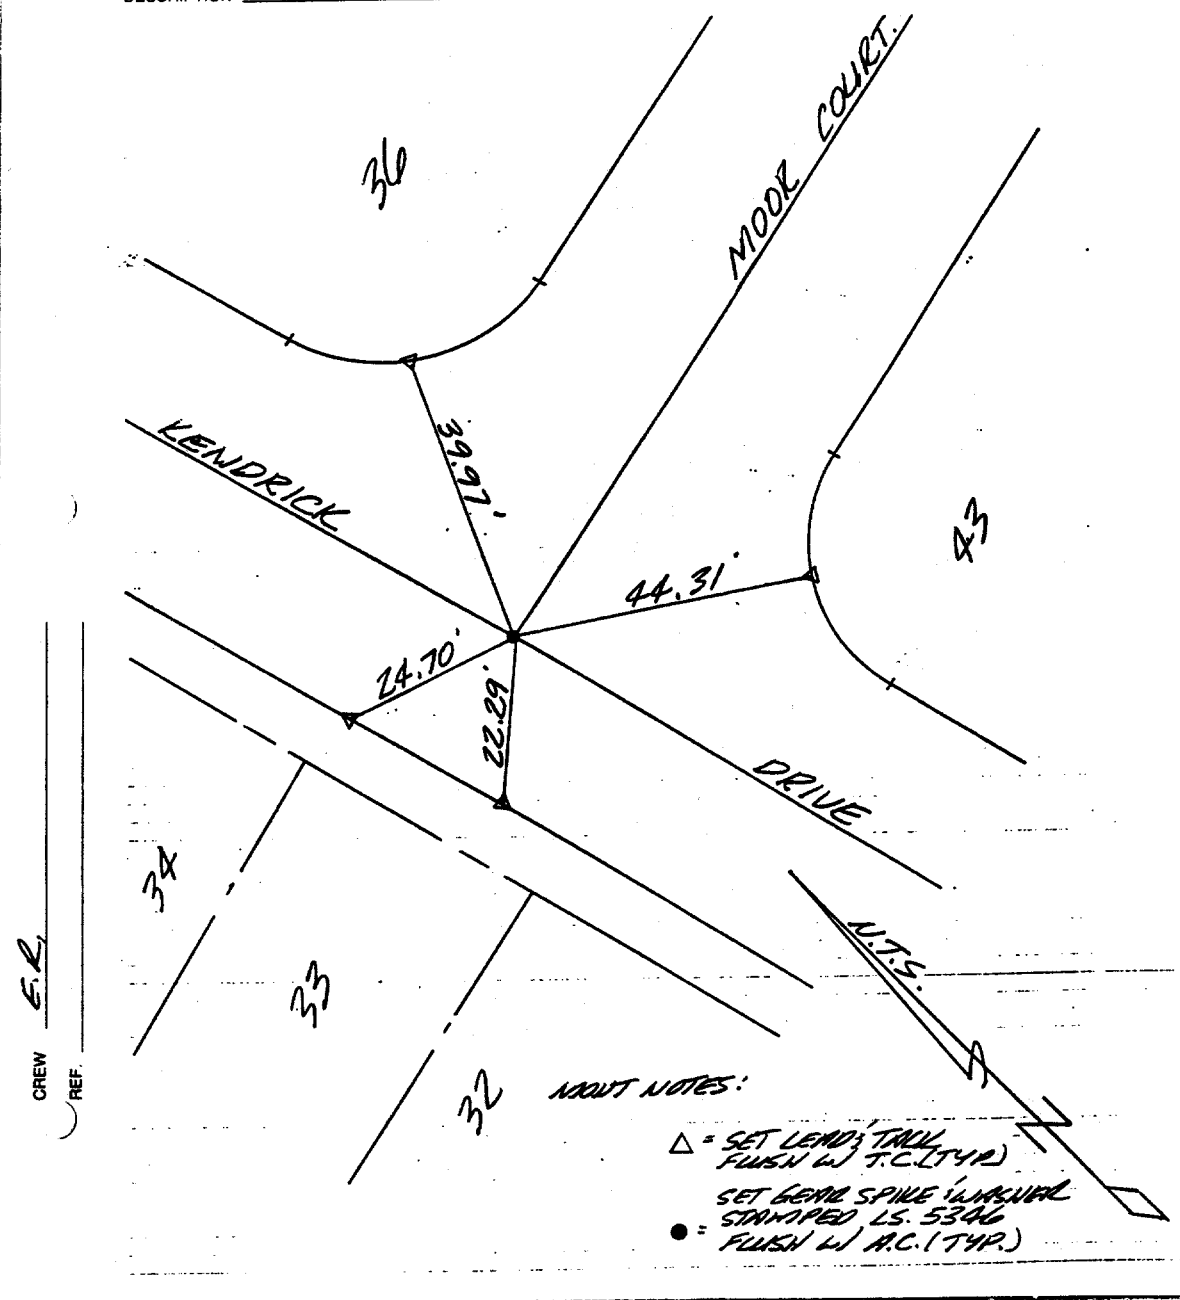 36
MOOR COURT.
KENDRICK
39.97'
43
44.31'
24.70'
22.29'
DRIVE
34
33
32
N.T.S.
CREW E.R.
REF.
MONT NOTES:
△ = SET LEAD & TACK
FLUSH W/ T.C. (TYP.)
SET GEAR SPIKE & WASHER
● = STAMPED LS. 5346
FLUSH W/ A.C. (TYP.)